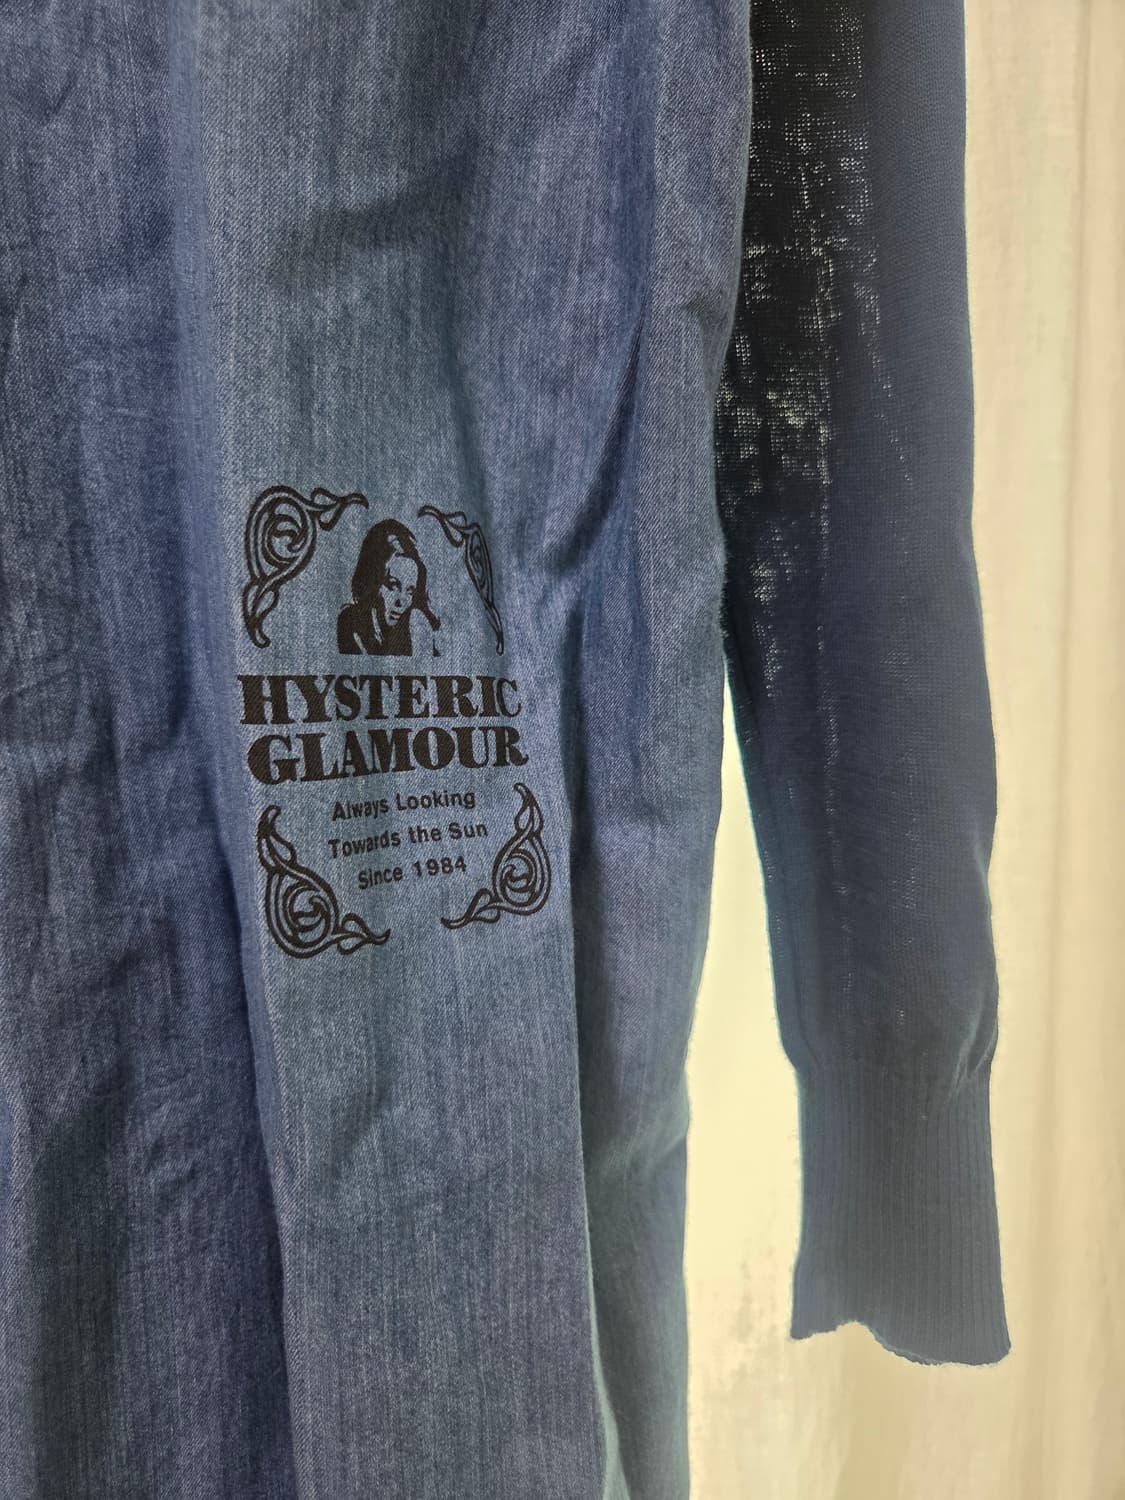 HYSTERIC
GLAMOUR
Always Looking
Towards the Sun
Since 1984